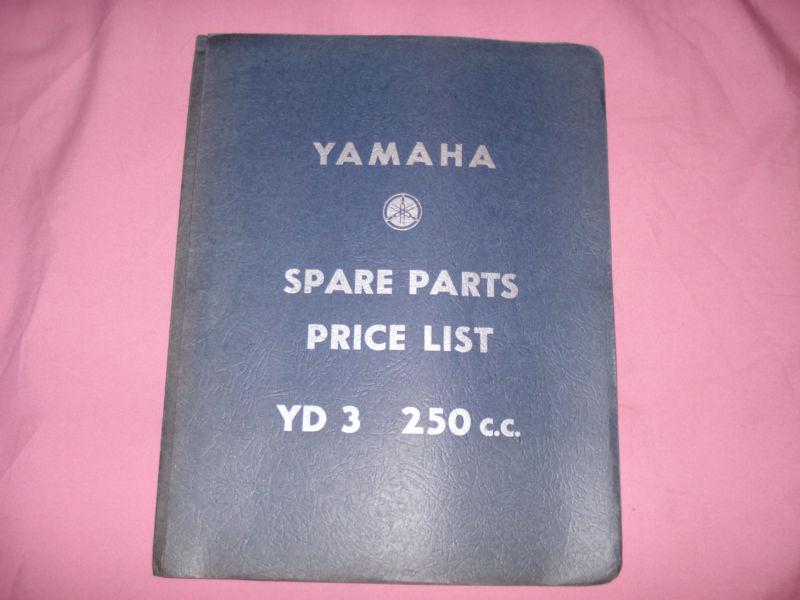 YAMAHA
SPARE PARTS
PRICE LIST
YD 3 250 c.c.